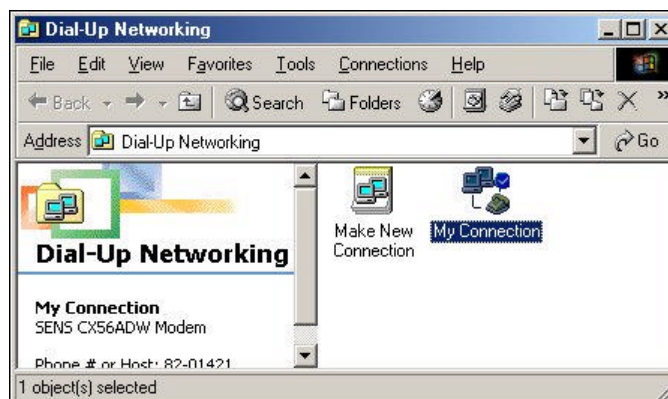 Dial-Up Networking
File Edit View Favorites Tools Connections Help
Back Search Folders »
Address Dial-Up Networking Go
Make New Connection
My Connection
Dial-Up Networking
My Connection
SENS CX56ADW Modem
Phone # or Host: 82-01421
1 object(s) selected